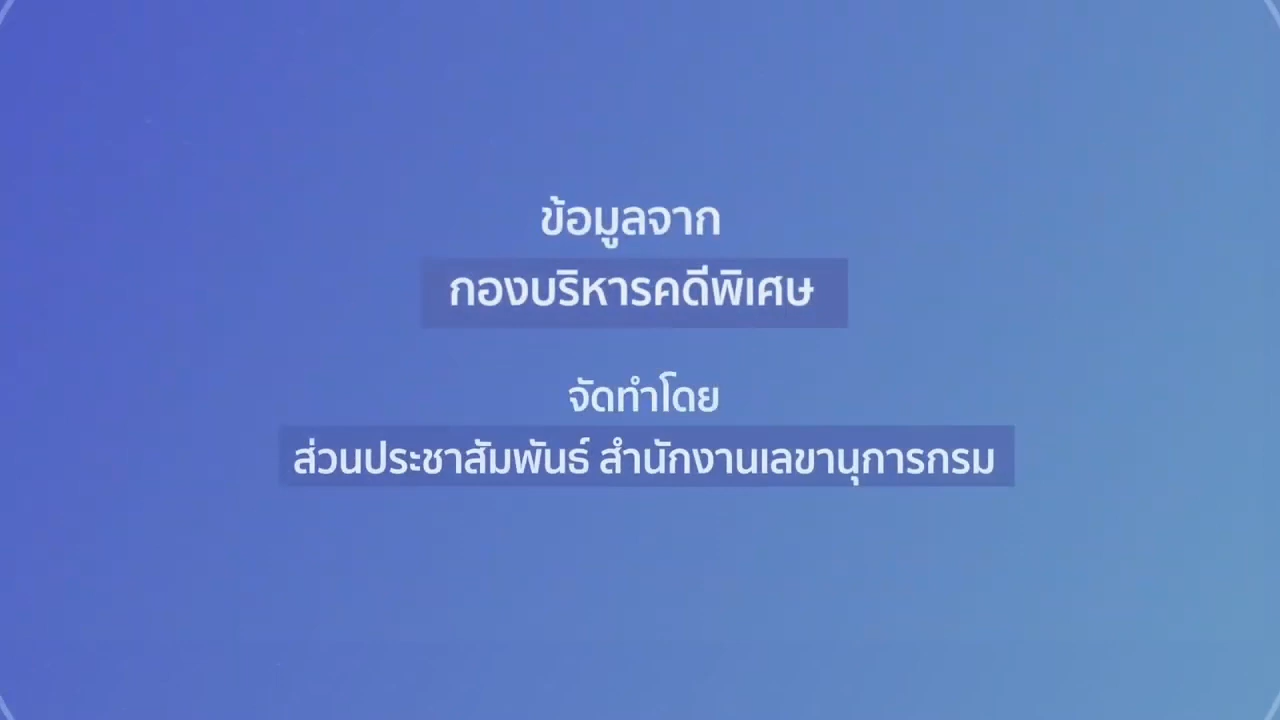 ข้อมูลจาก
กองบริหารคดีพิเศษ
จัดทำโดย
ส่วนประชาสัมพันธ์ สำนักงานเลขานุการกรม